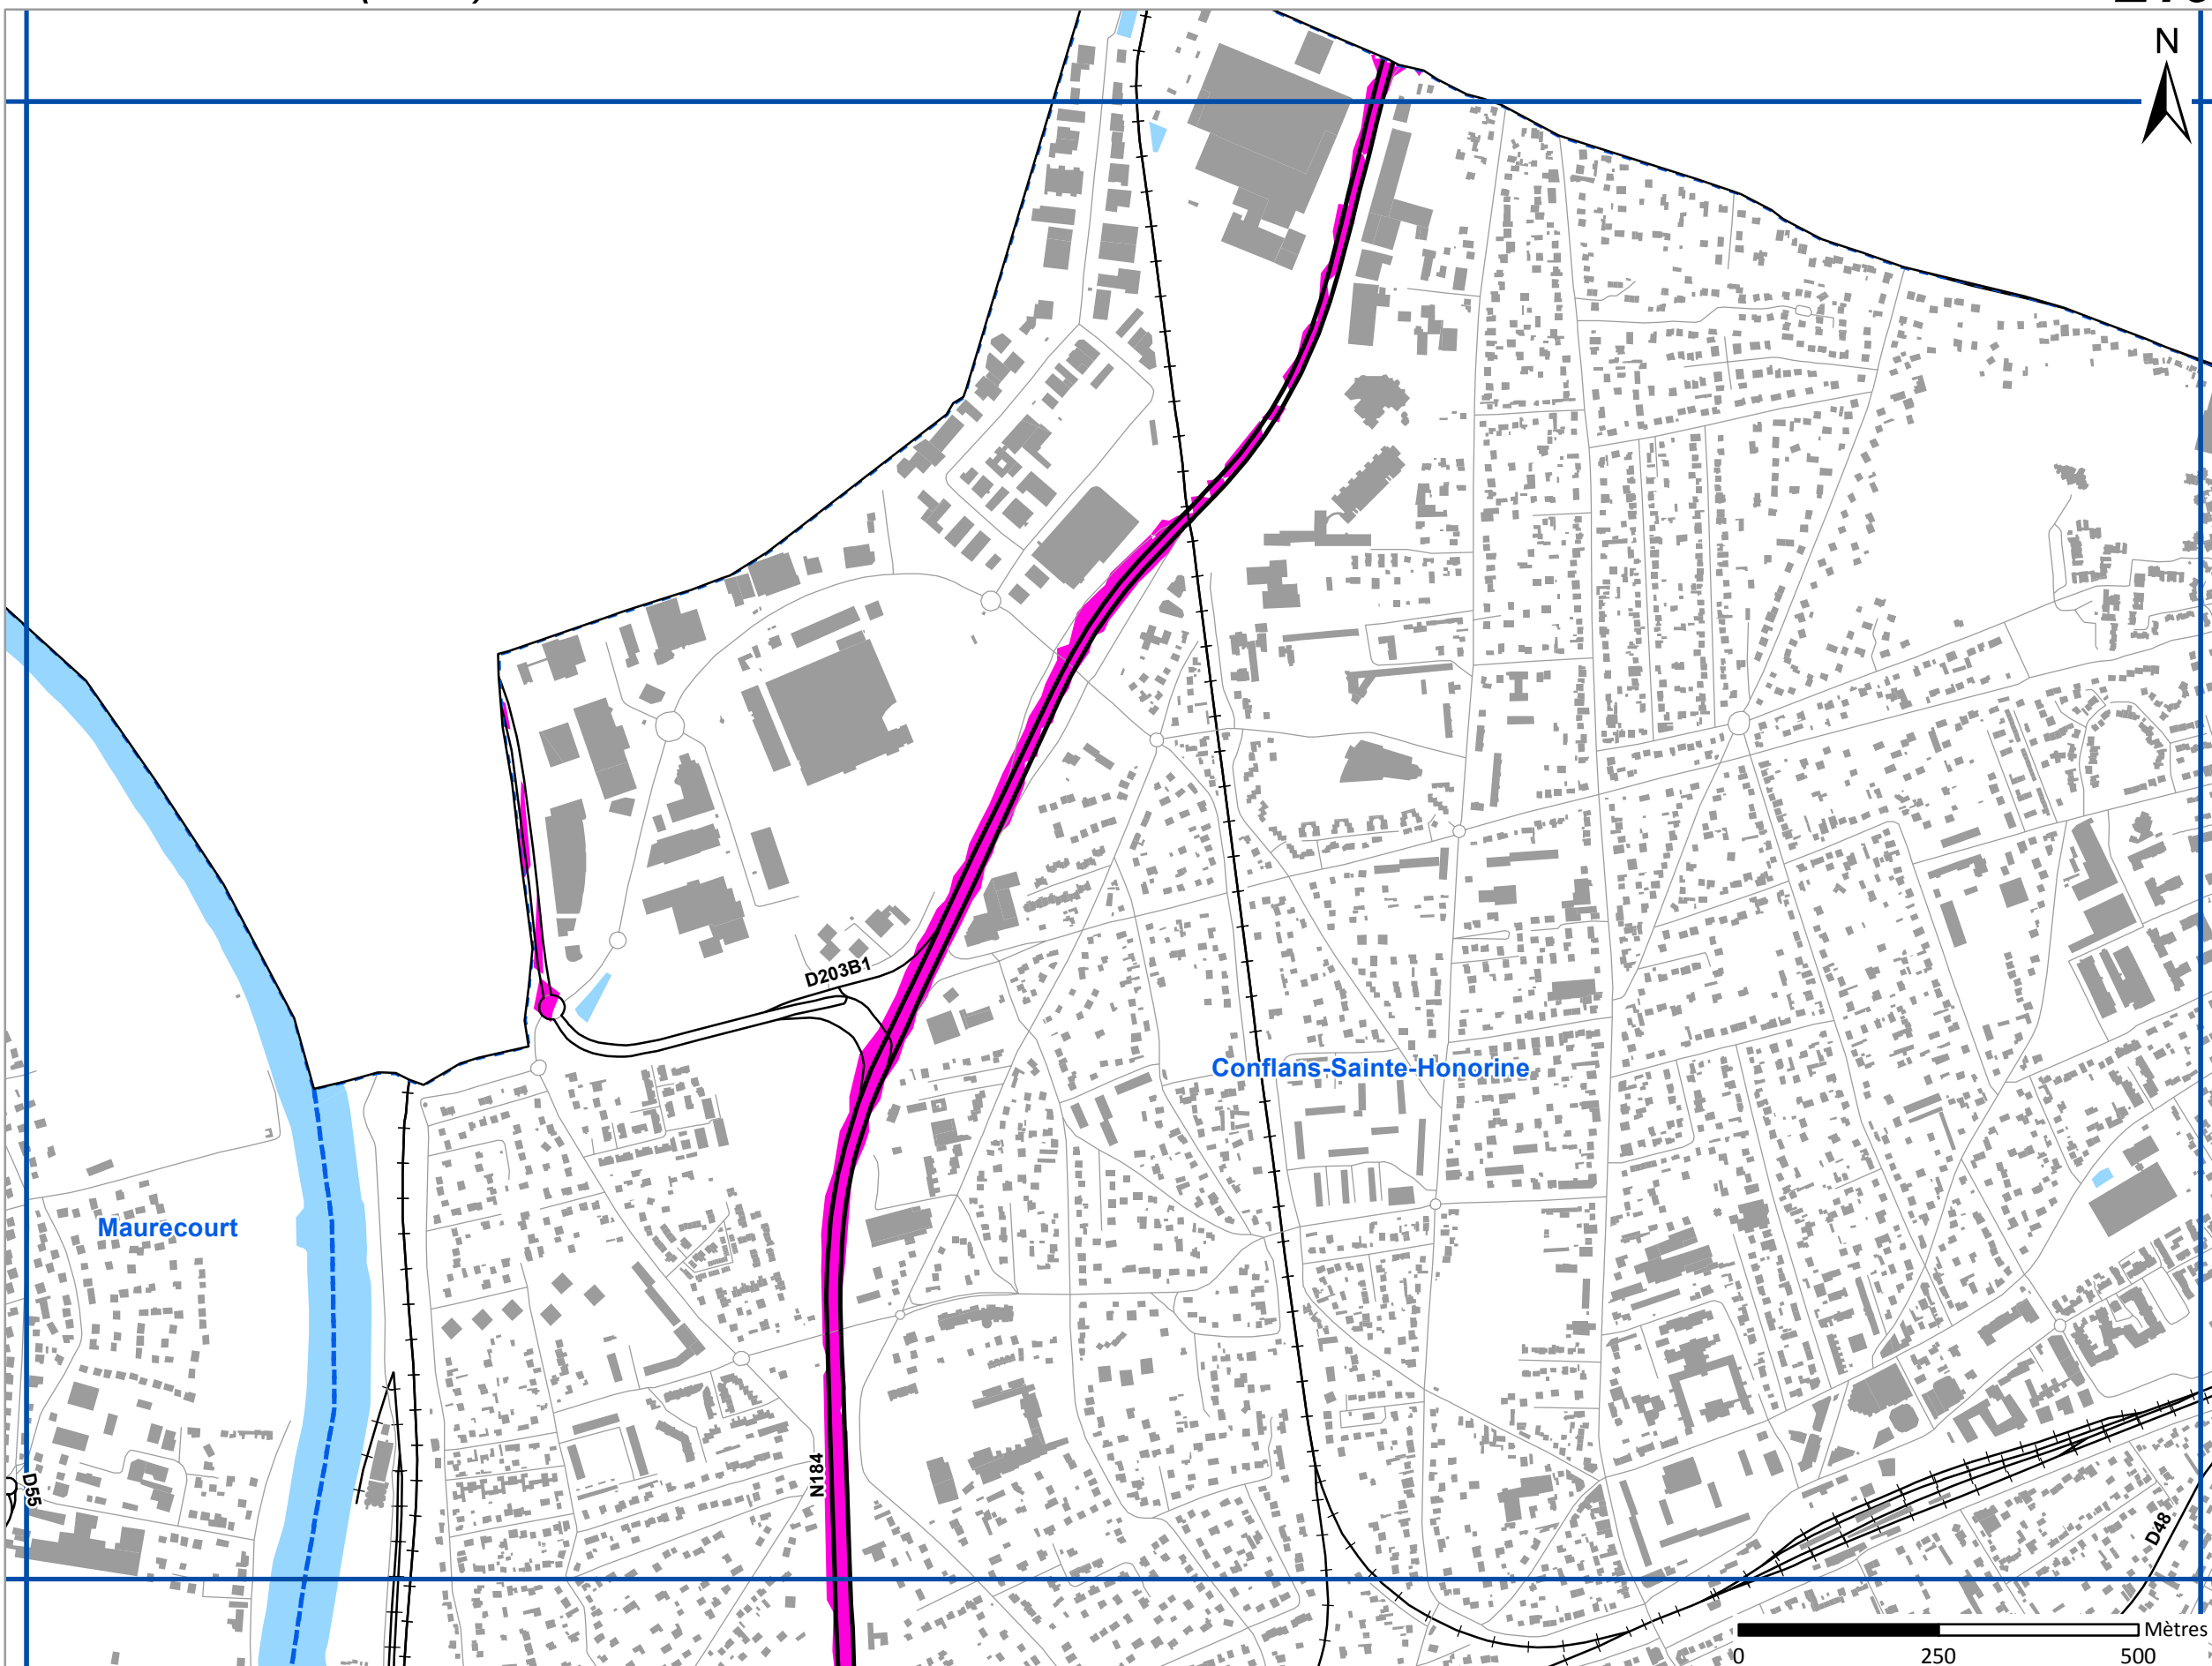 N
D203B1
Conflans-Sainte-Honorine
Maurecourt
N184
D55
D48
Mètres
0 250 500